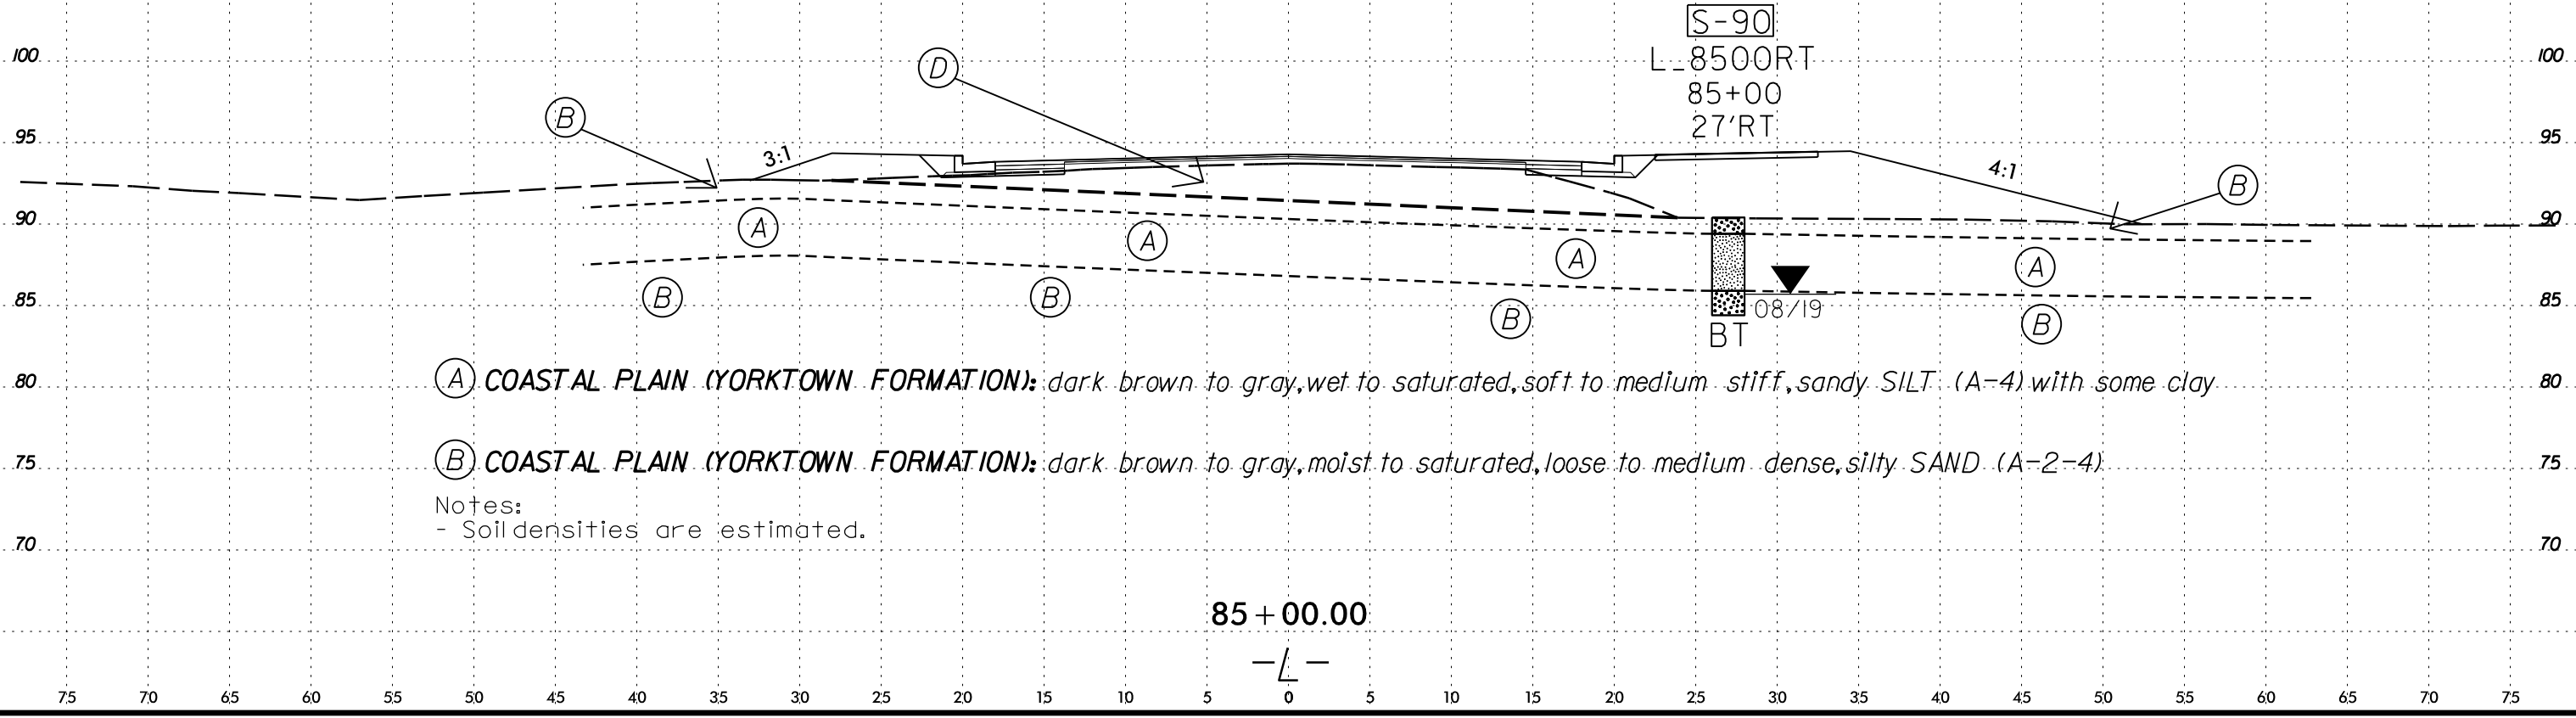 S-90
L_8500RT
85+00
27'RT
100 100
D
B
95 95
3:1
4:1
B
90 90
A A A A
85 85
B B B B
08/19
BT
80 80
A COASTAL PLAIN (YORKTOWN FORMATION): dark brown to gray, wet to saturated, soft to medium stiff, sandy SILT (A-4) with some clay
B COASTAL PLAIN (YORKTOWN FORMATION): dark brown to gray, moist to saturated, loose to medium dense, silty SAND (A-2-4)
75 75
Notes:
- Soil densities are estimated.
70 70
85+00.00
-L-
75 70 65 60 55 50 45 40 35 30 25 20 15 10 5 0 5 10 15 20 25 30 35 40 45 50 55 60 65 70 75